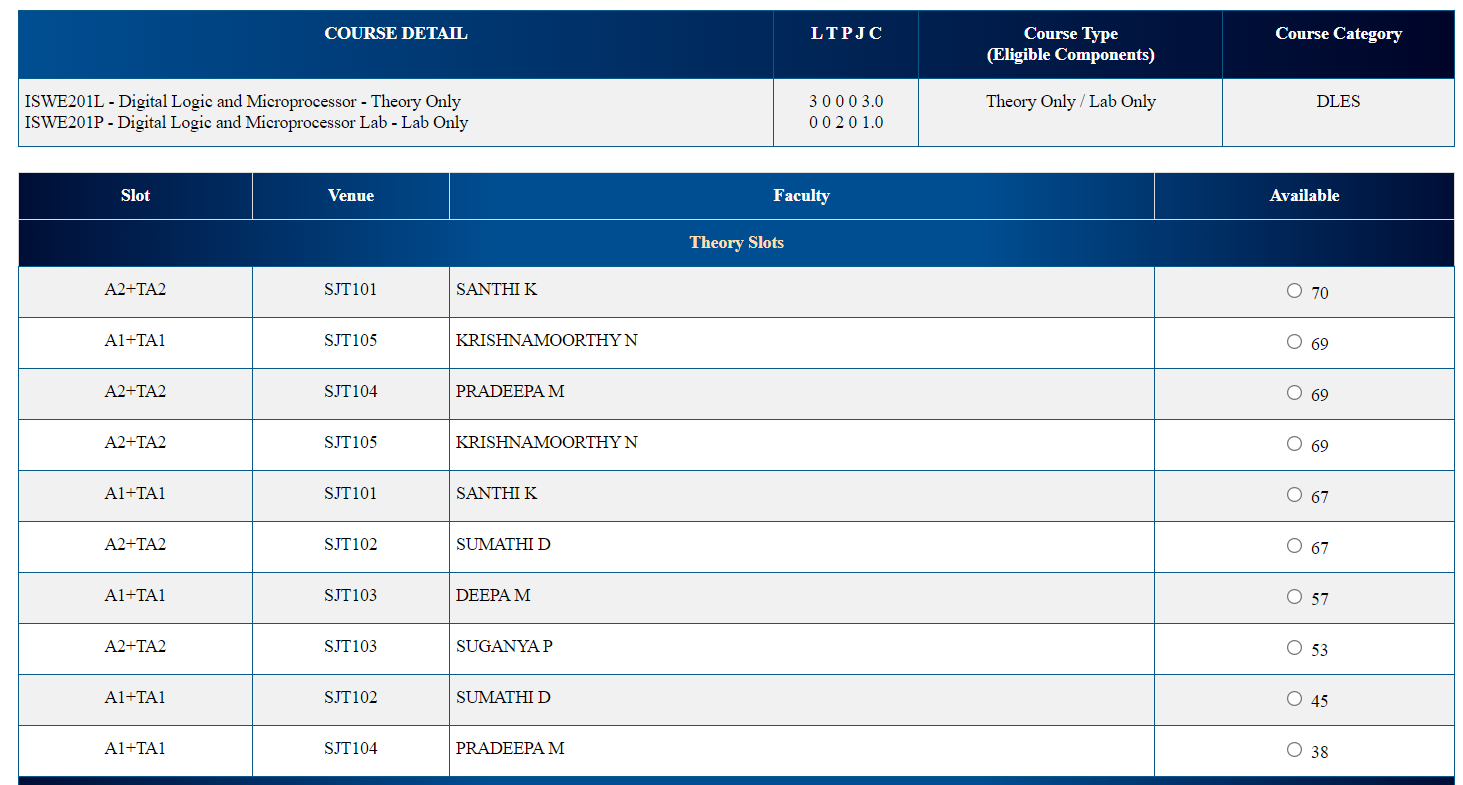 COURSE DETAIL L T P J C Course Type Course Category
(Eligible Components)
ISWE201L - Digital Logic and Microprocessor - Theory Only 3 0 0 0 3.0 Theory Only / Lab Only DLES
ISWE201P - Digital Logic and Microprocessor Lab - Lab Only 0 0 2 0 1.0
Slot Venue Faculty Available
Theory Slots
A2+TA2 SJT101 SANTHI K 70
A1+TA1 SJT105 KRISHNAMOORTHY N 69
A2+TA2 SJT104 PRADEEPA M 69
A2+TA2 SJT105 KRISHNAMOORTHY N 69
A1+TA1 SJT101 SANTHI K 67
A2+TA2 SJT102 SUMATHI D 67
A1+TA1 SJT103 DEEPA M 57
A2+TA2 SJT103 SUGANYA P 53
A1+TA1 SJT102 SUMATHI D 45
A1+TA1 SJT104 PRADEEPA M 38